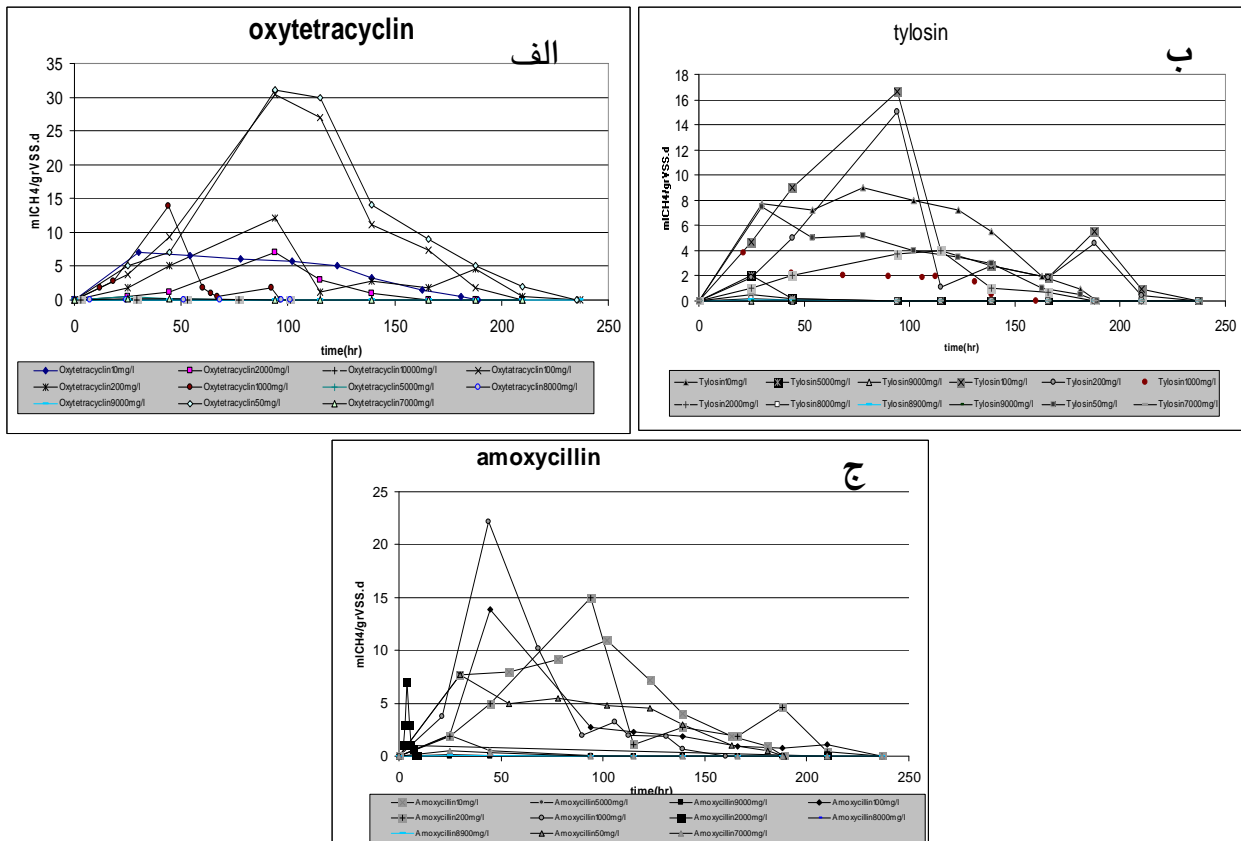 oxytetracyclin
الف
35
30
25
20
15
10
5
0
mlCH4/grVSS.d
0 50 100 150 200 250
time(hr)
Oxytetracyclin10mg/l Oxytetracyclin2000mg/l Oxytetracyclin10000mg/l Oxytatracyclin100mg/l
Oxytetracyclin200mg/l Oxytetracyclin1000mg/l Oxytetracyclin5000mg/l Oxytetracyclin8000mg/l
Oxytetracyclin9000mg/l Oxytetracyclin50mg/l Oxytetracyclin7000mg/l
tylosin
ب
18
16
14
12
10
8
6
4
2
0
mlCH4/grVSS.d
0 50 100 150 200 250
time(hr)
Tylosin10mg/l Tylosin5000mg/l Tylosin9000mg/l Tylosin100mg/l Tylosin200mg/l Tylosin1000mg/l
Tylosin2000mg/l Tylosin8000mg/l Tylosin8900mg/l Tylosin9000mg/l Tylosin50mg/l Tylosin7000mg/l
amoxycillin
ج
25
20
15
10
5
0
mlCH4/grVSS.d
0 50 100 150 200 250
time(hr)
Amoxycillin10mg/l Amoxycillin5000mg/l Amoxycillin9000mg/l Amoxycillin100mg/l
Amoxycillin200mg/l Amoxycillin1000mg/l Amoxycillin2000mg/l Amoxycillin8000mg/l
Amoxycillin8900mg/l Amoxycillin50mg/l Amoxycillin7000mg/l